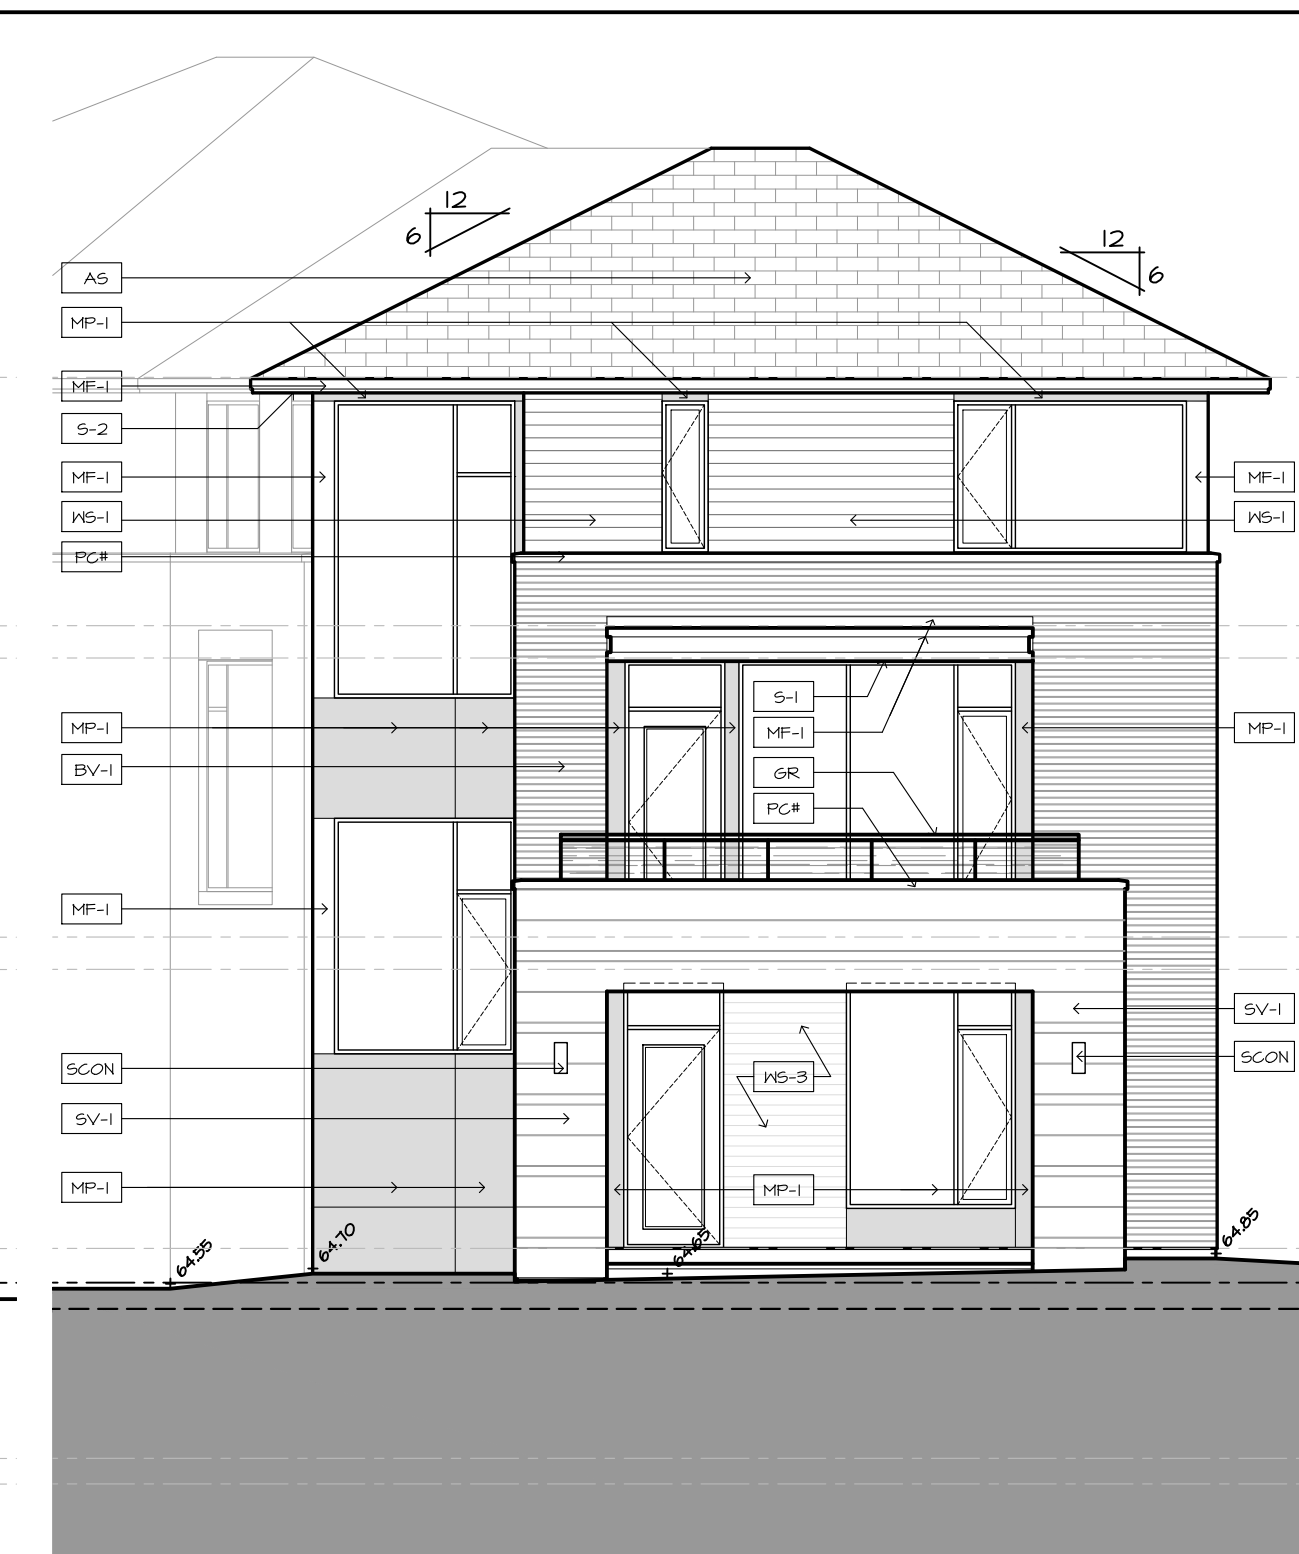 12
6
12
6
AS
MP-1
MF-1
S-2
MF-1
MF-1
WS-1
WS-1
PC#
S-1
MP-1
MF-1
MP-1
BV-1
GR
PC#
MF-1
SV-1
SCON
SCON
WS-3
SV-1
MP-1
MP-1
64.55
64.70
64.65
64.85